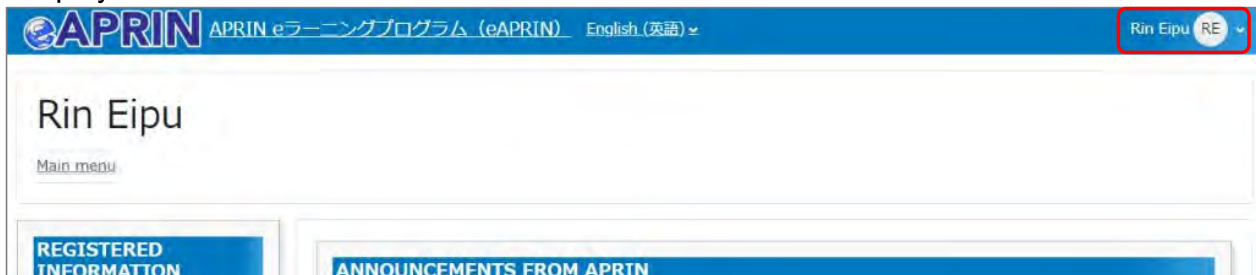 eAPRIN APRIN eラーニングプログラム（eAPRIN） English (英語) Rin Eipu RE
Rin Eipu
Main menu
REGISTERED
INFORMATION
ANNOUNCEMENTS FROM APRIN